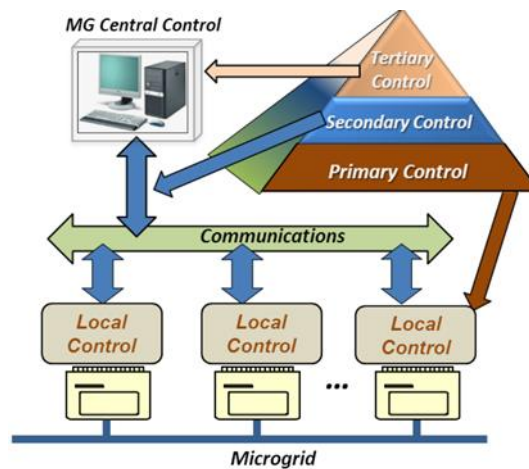 MG Central Control
Tertiary
Control
Secondary Control
Primary Control
Communications
Local
Control
Local
Control
Local
Control
...
Microgrid